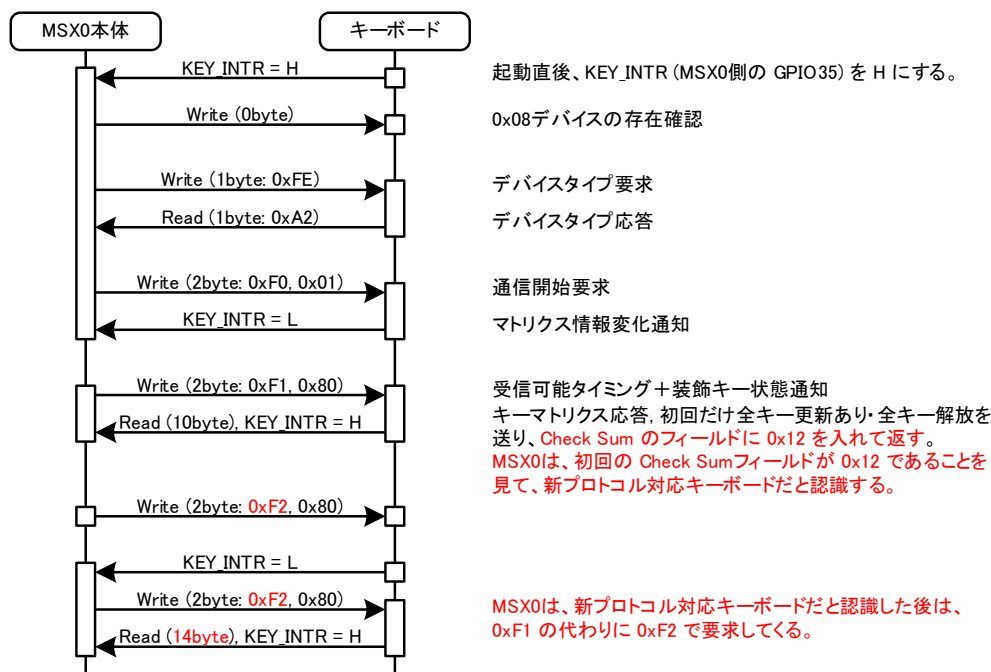 MSX0本体
キーボード
KEY_INTR = H
起動直後、KEY_INTR (MSX0側の GPIO35) を H にする。
Write (0byte)
0x08デバイスの存在確認
Write (1byte: 0xFE)
デバイスタイプ要求
Read (1byte: 0xA2)
デバイスタイプ応答
Write (2byte: 0xF0, 0x01)
通信開始要求
KEY_INTR = L
マトリクス情報変化通知
Write (2byte: 0xF1, 0x80)
受信可能タイミング＋装飾キー状態通知
Read (10byte), KEY_INTR = H
キーマトリクス応答, 初回だけ全キー更新あり・全キー解放を
送り、Check Sum のフィールドに 0x12 を入れて返す。
MSX0は、初回の Check Sumフィールドが 0x12 であることを
見て、新プロトコル対応キーボードだと認識する。
Write (2byte: 0xF2, 0x80)
KEY_INTR = L
Write (2byte: 0xF2, 0x80)
MSX0は、新プロトコル対応キーボードだと認識した後は、
0xF1 の代わりに 0xF2 で要求してくる。
Read (14byte), KEY_INTR = H